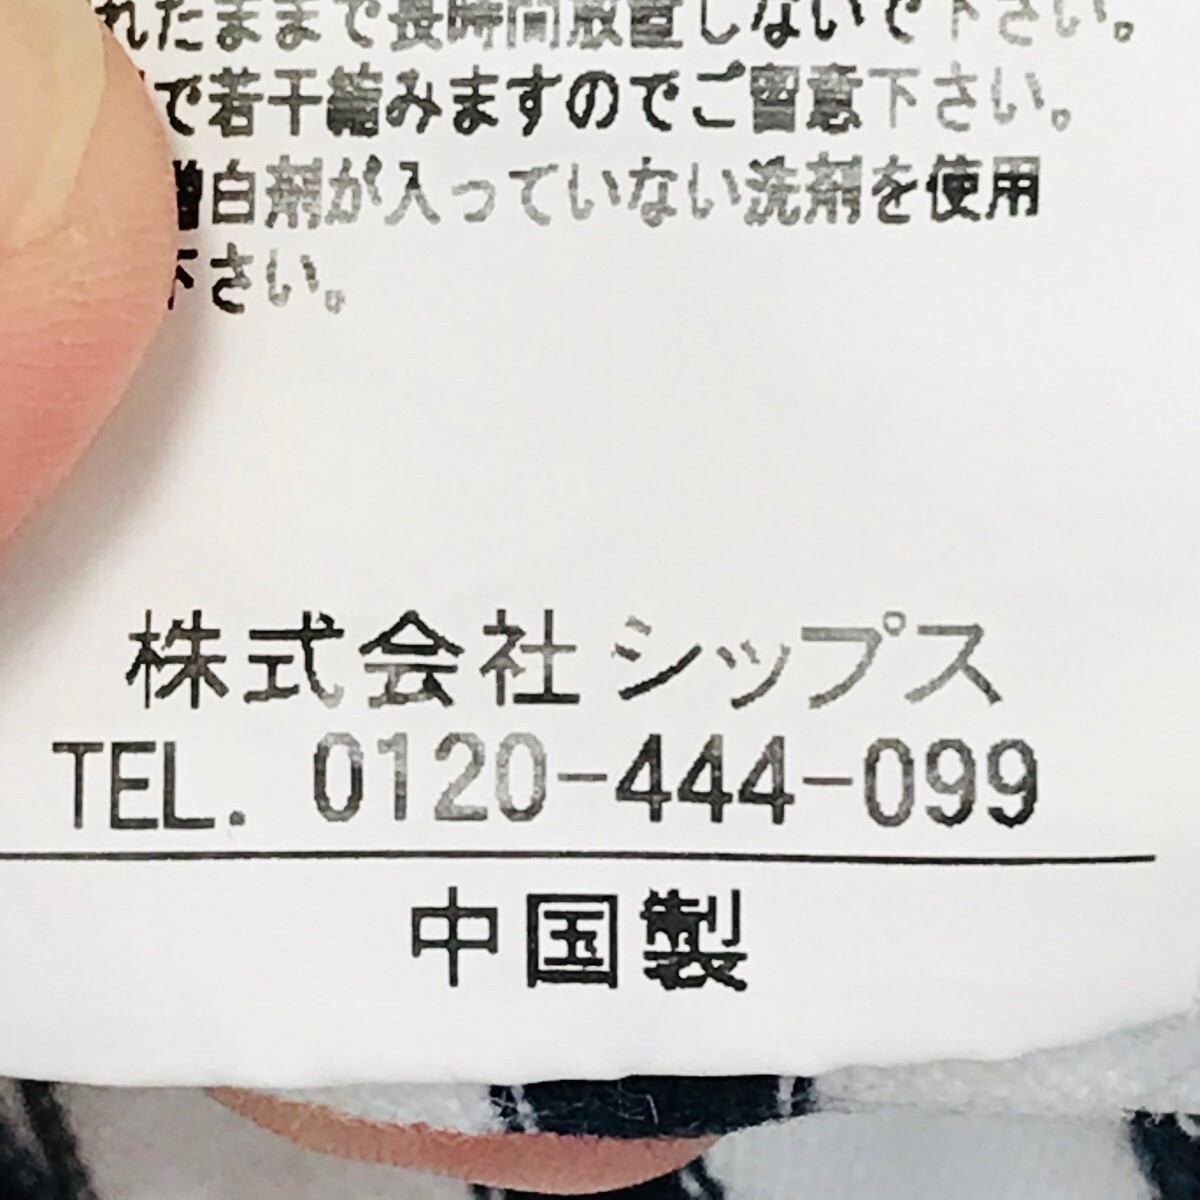 れたままで長時間放置しないで下さい。
で若干縮みますのでご留意下さい。
増白剤が入っていない洗剤を使用
下さい。
株式会社シップス
TEL. 0120-444-099
中国製